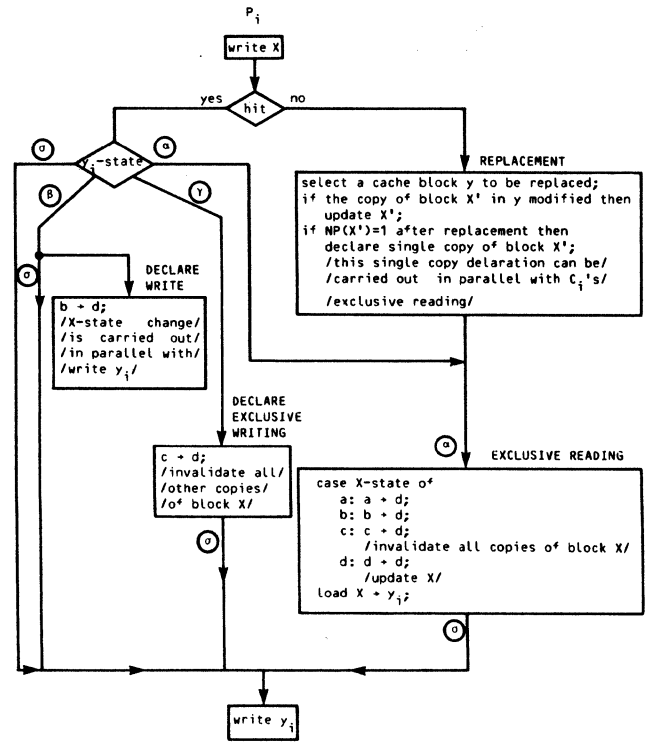 P i
write X
yes
hit
no
σ
y i -state
α
β
γ
REPLACEMENT
select a cache block y to be replaced;
if the copy of block X' in y modified then
update X';
if NP(X')=1 after replacement then
declare single copy of block X';
/this single copy delaration can be/
/carried out in parallel with C i 's/
/exclusive reading/
σ
DECLARE
WRITE
b → d;
/X-state change/
/is carried out/
/in parallel with/
/write y i /
DECLARE
EXCLUSIVE
WRITING
c → d;
/invalidate all/
/other copies/
/of block X/
σ
α
EXCLUSIVE READING
case X-state of
a: a → d;
b: b → d;
c: c → d;
/invalidate all copies of block X/
d: d → d;
/update X/
load X → y i ;
σ
write y i